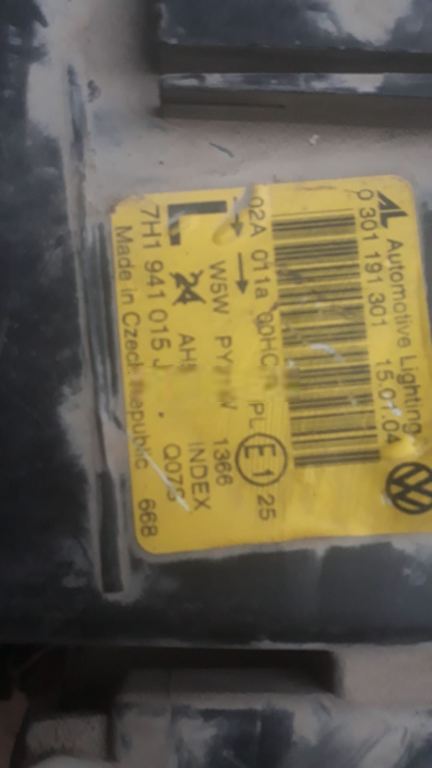 AL Automotive Lighting
0 301 191 301 15.01.04
02A 011a 00HC PL E1 25
W5W 1366
L 24 INDEX
7H1 941 015 J Q07S
Made in Czech Republic 668